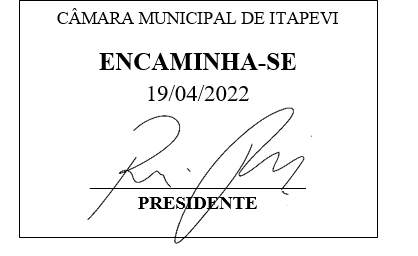 CÂMARA MUNICIPAL DE ITAPEVI
ENCAMINHA-SE
19/04/2022
PRESIDENTE